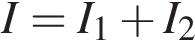 I = I₁ + I₂